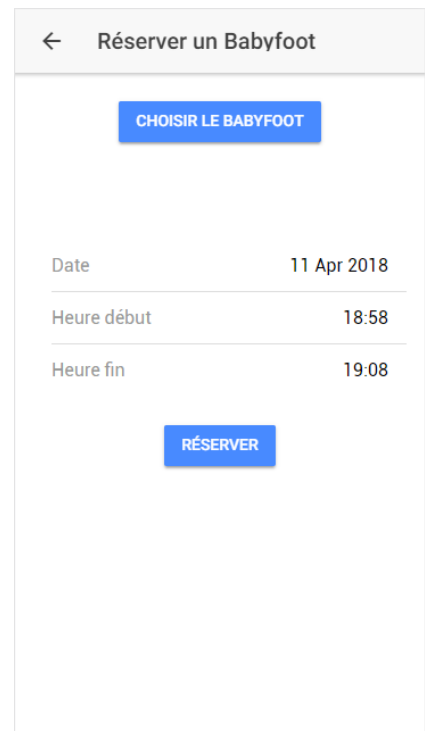 Réserver un Babyfoot
CHOISIR LE BABYFOOT
Date 11 Apr 2018
Heure début 18:58
Heure fin 19:08
RÉSERVER